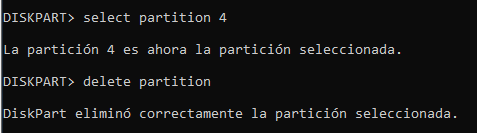 DISKPART> select partition 4
La partición 4 es ahora la partición seleccionada.
DISKPART> delete partition
DiskPart eliminó correctamente la partición seleccionada.